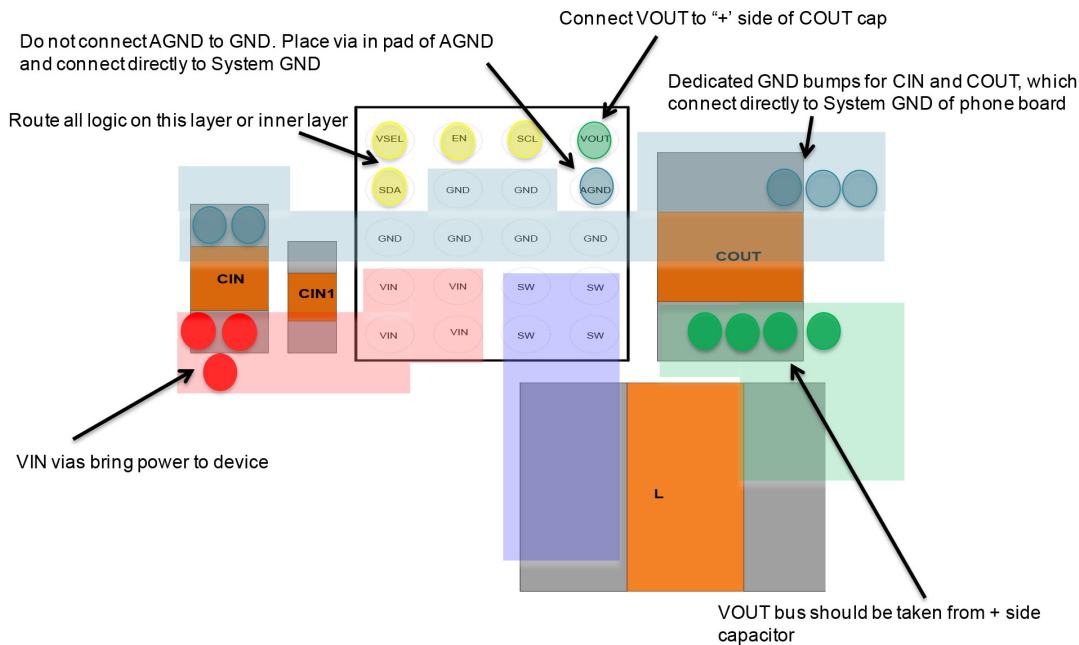 Connect VOUT to “+’ side of COUT cap
Do not connect AGND to GND. Place via in pad of AGND
and connect directly to System GND
Dedicated GND bumps for CIN and COUT, which
connect directly to System GND of phone board
Route all logic on this layer or inner layer
VSEL EN SCL VOUT
SDA GND GND AGND
GND GND GND GND
CIN
CIN1
COUT
VIN VIN SW SW
VIN VIN SW SW
VIN vias bring power to device
L
VOUT bus should be taken from + side
capacitor